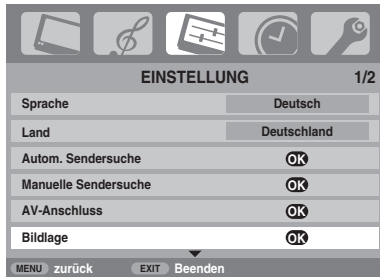 EINSTELLUNG 1/2
Sprache Deutsch
Land Deutschland
Autom. Sendersuche OK
Manuelle Sendersuche OK
AV-Anschluss OK
Bildlage OK
MENU zurück EXIT Beenden